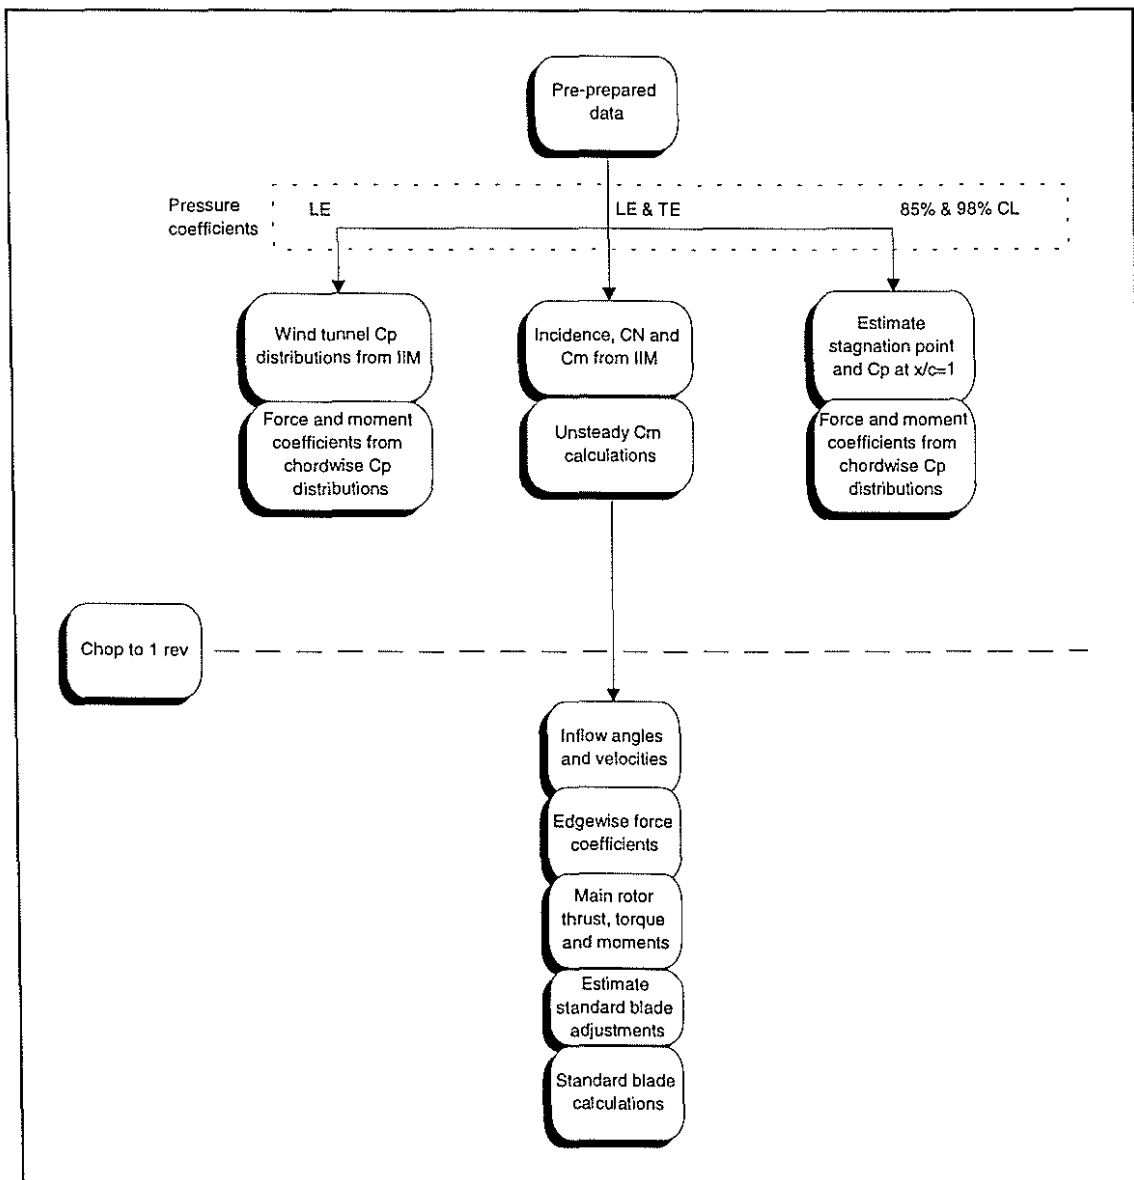 Pre-prepared
data
Pressure
coefficients
LE
LE & TE
85% & 98% CL
Wind tunnel Cp
distributions from IIM
Force and moment
coefficients from
chordwise Cp
distributions
Incidence, CN and
Cm from IIM
Unsteady Cm
calculations
Estimate
stagnation point
and Cp at x/c=1
Force and moment
coefficients from
chordwise Cp
distributions
Chop to 1 rev
Inflow angles
and velocities
Edgewise force
coefficients
Main rotor
thrust, torque
and moments
Estimate
standard blade
adjustments
Standard blade
calculations